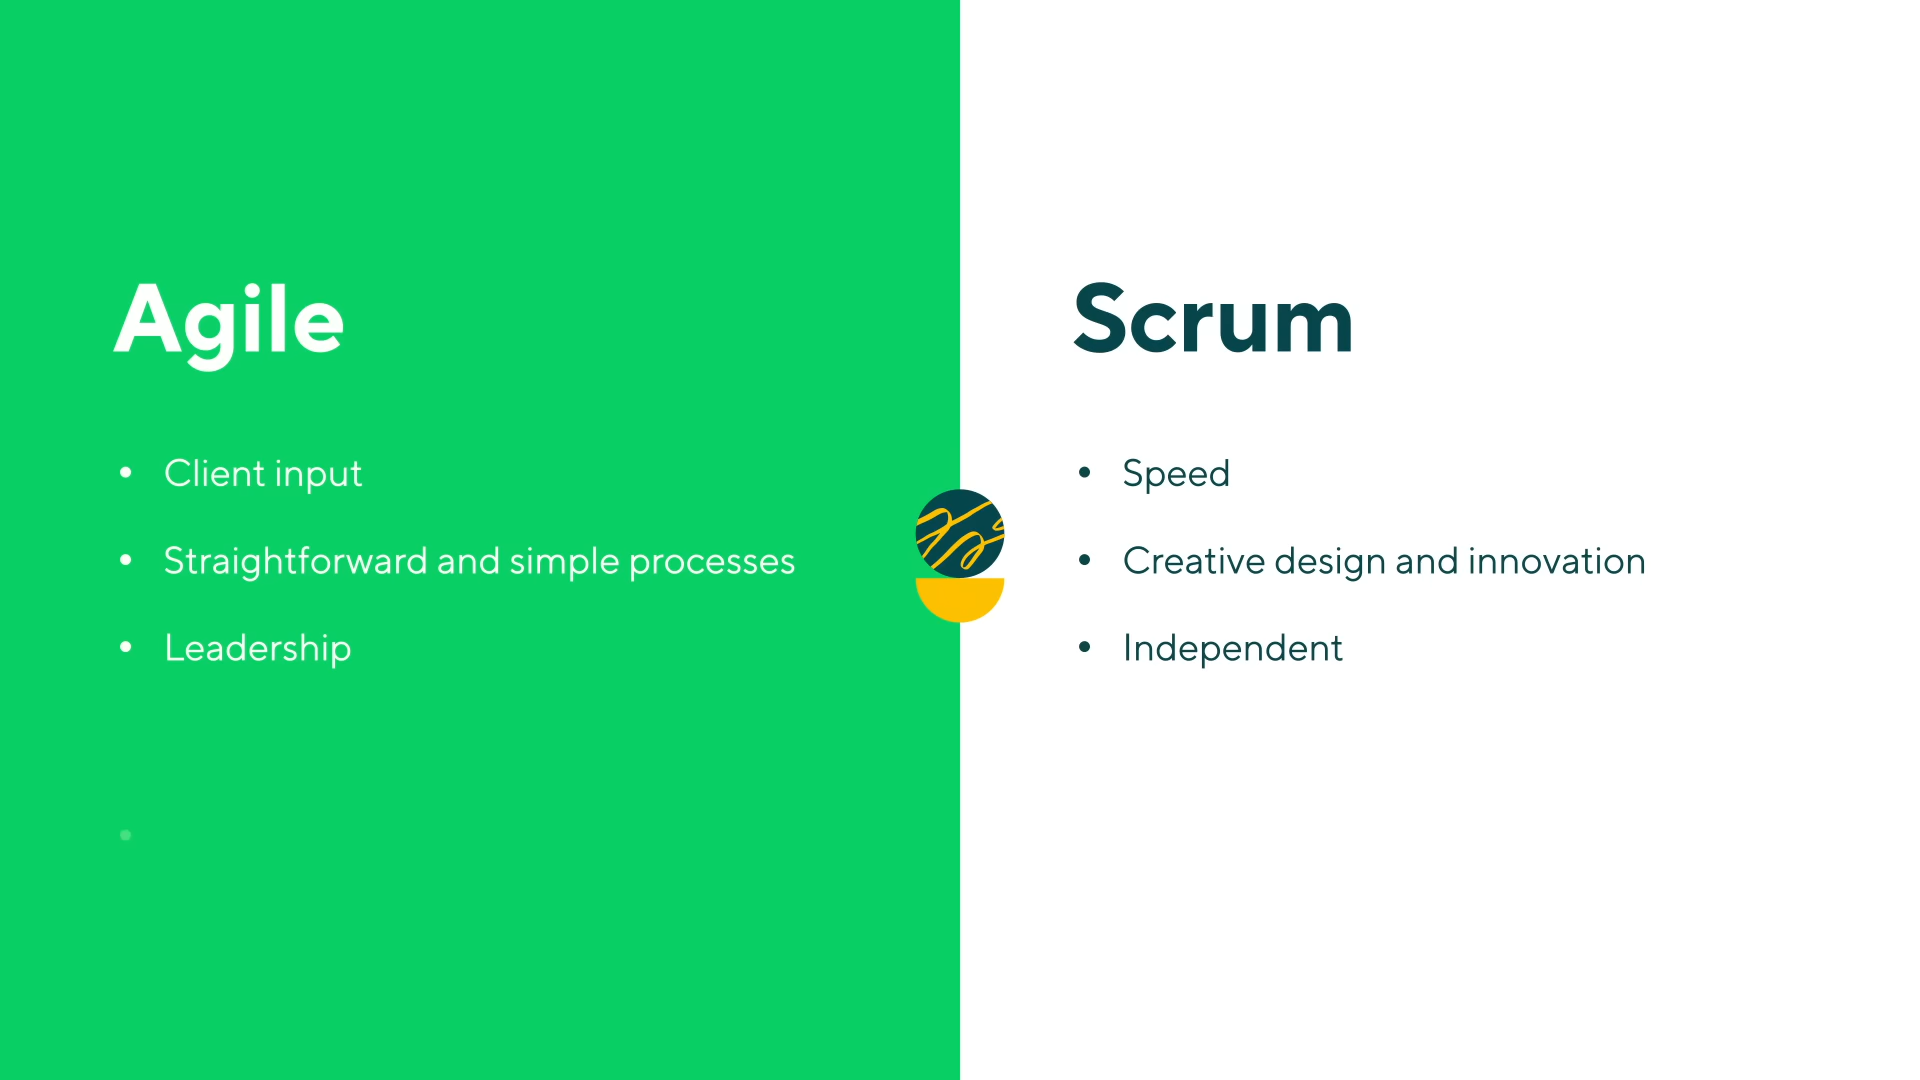 Agile
• Client input
• Straightforward and simple processes
• Leadership
Scrum
• Speed
• Creative design and innovation
• Independent